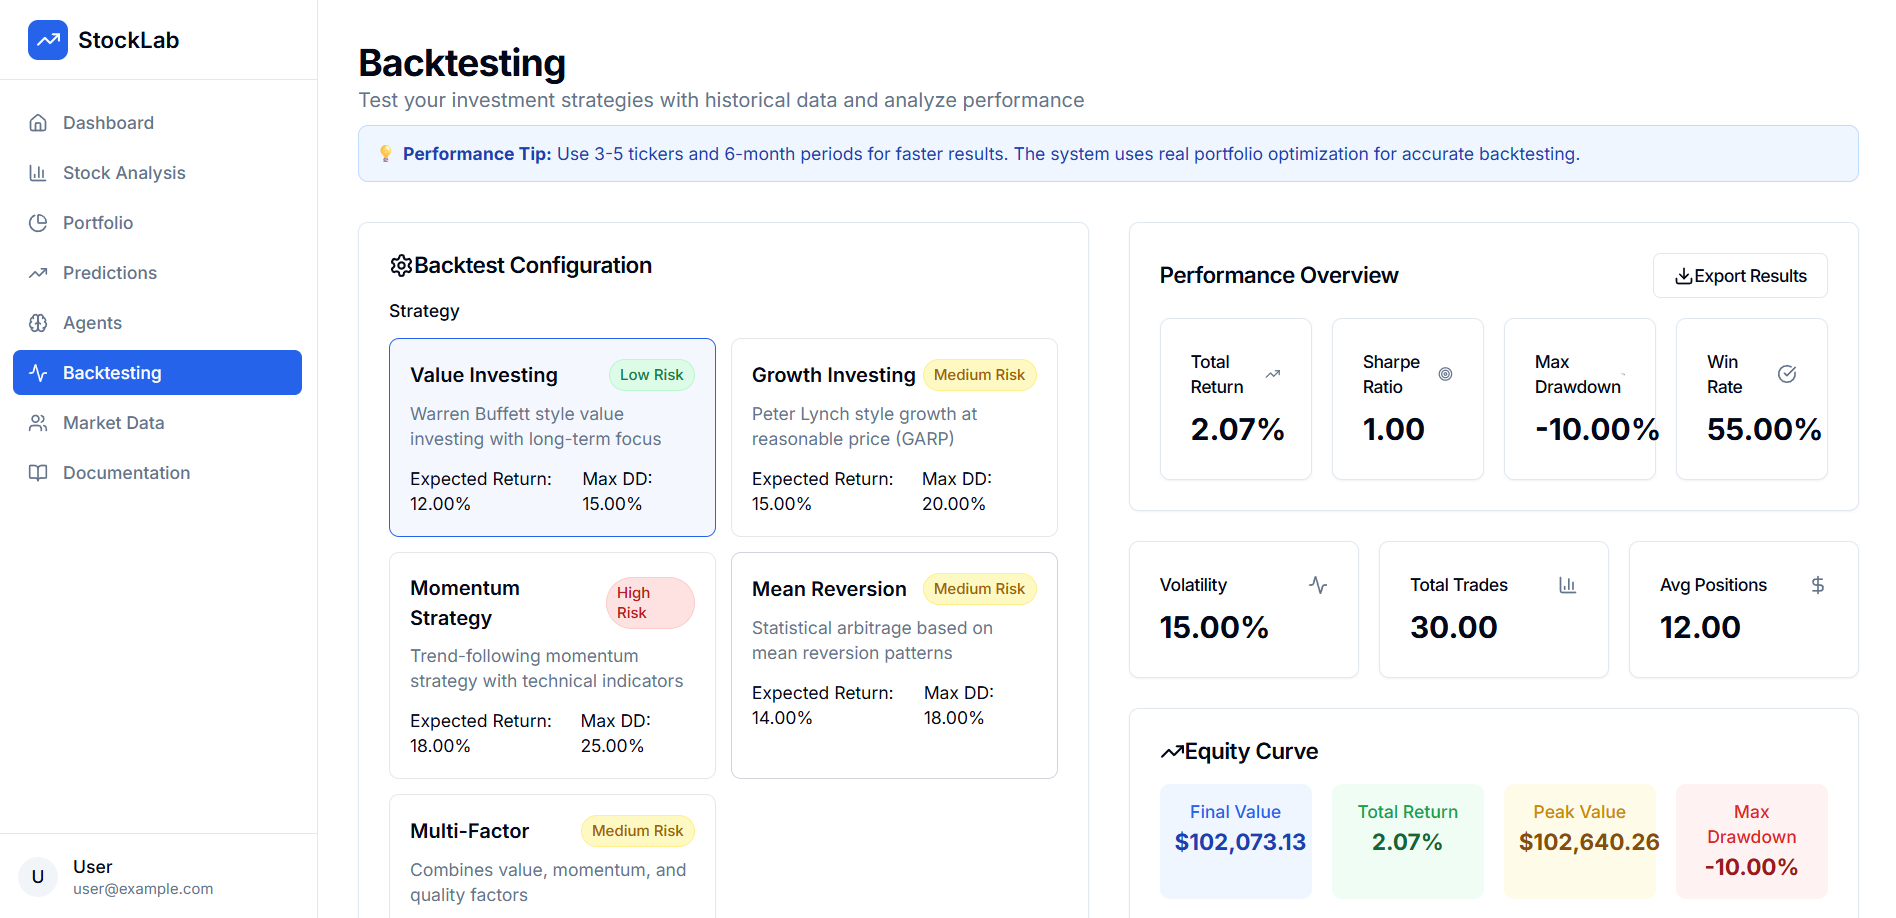 StockLab
Dashboard
Stock Analysis
Portfolio
Predictions
Agents
Backtesting
Market Data
Documentation
U
User
user@example.com
Backtesting
Test your investment strategies with historical data and analyze performance
Performance Tip: Use 3-5 tickers and 6-month periods for faster results. The system uses real portfolio optimization for accurate backtesting.
Backtest Configuration
Strategy
Value Investing
Low Risk
Warren Buffett style value
investing with long-term focus
Expected Return:
12.00%
Max DD:
15.00%
Growth Investing
Medium Risk
Peter Lynch style growth at
reasonable price (GARP)
Expected Return:
15.00%
Max DD:
20.00%
Momentum
Strategy
High
Risk
Trend-following momentum
strategy with technical indicators
Expected Return:
18.00%
Max DD:
25.00%
Mean Reversion
Medium Risk
Statistical arbitrage based on
mean reversion patterns
Expected Return:
14.00%
Max DD:
18.00%
Multi-Factor
Medium Risk
Combines value, momentum, and
quality factors
Performance Overview
Export Results
Total
Return
2.07%
Sharpe
Ratio
1.00
Max
Drawdown
-10.00%
Win
Rate
55.00%
Volatility
15.00%
Total Trades
30.00
Avg Positions
12.00
Equity Curve
Final Value
$102,073.13
Total Return
2.07%
Peak Value
$102,640.26
Max
Drawdown
-10.00%